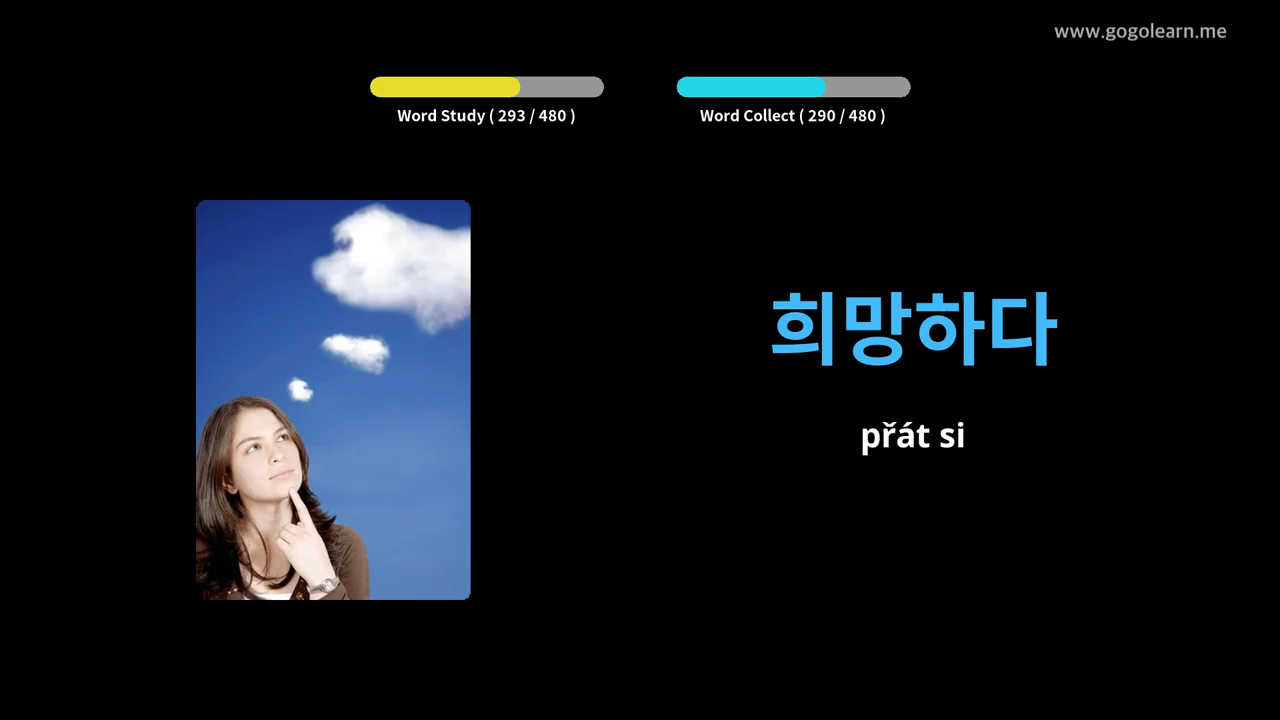 www.gogolearn.me
Word Study ( 293 / 480 )
Word Collect ( 290 / 480 )
희망하다
přát si